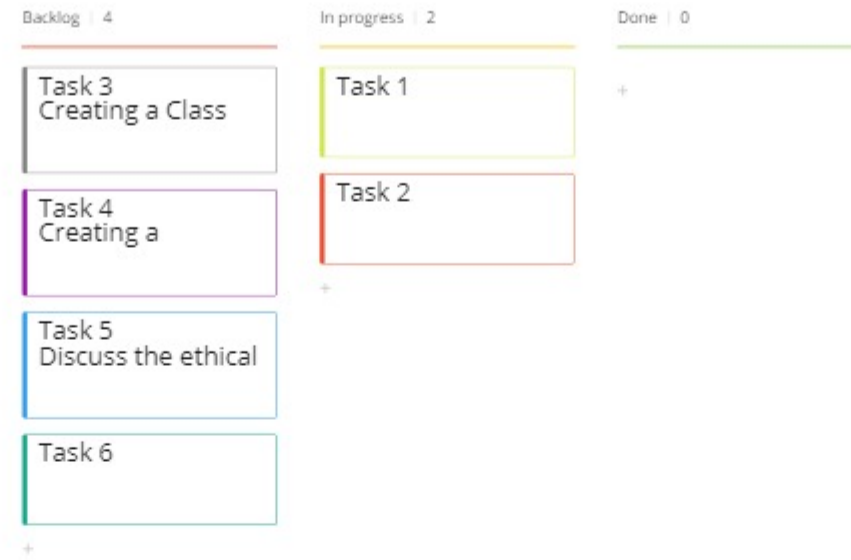 Backlog | 4
Task 3
Creating a Class
Task 4
Creating a
Task 5
Discuss the ethical
Task 6
+
In progress | 2
Task 1
Task 2
+
Done | 0
+